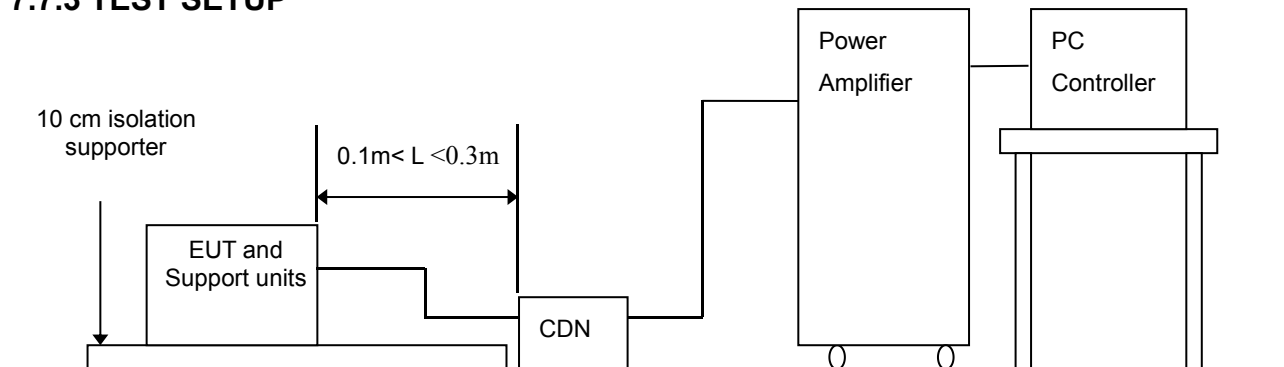 7.7.3 TEST SETUP
Power
Amplifier
PC
Controller
10 cm isolation
supporter
0.1m< L <0.3m
EUT and
Support units
CDN